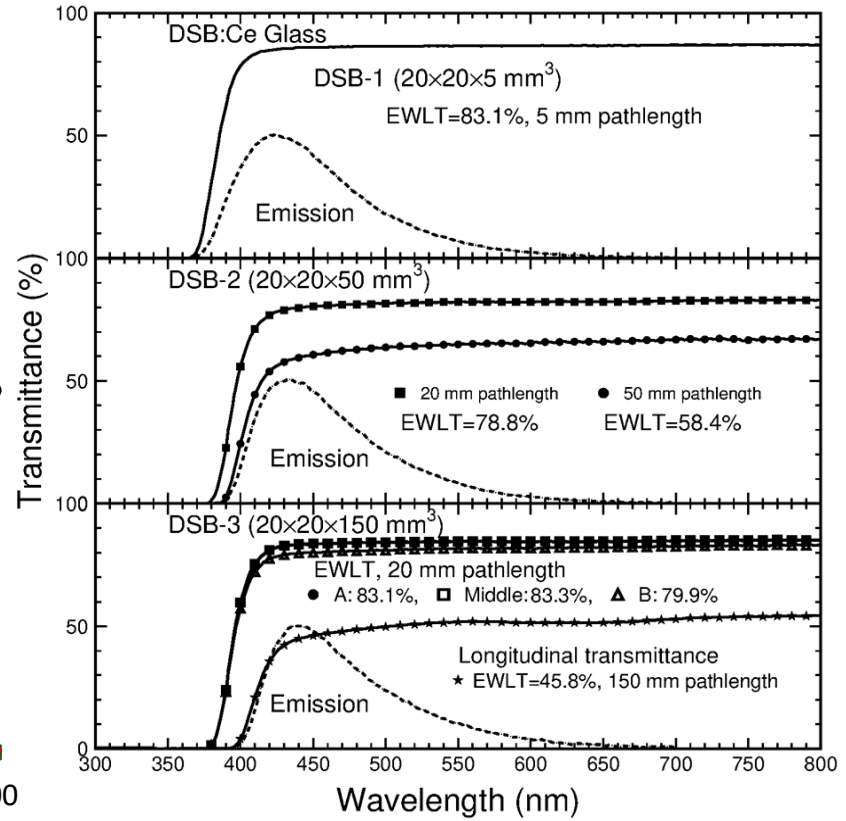 DSB:Ce Glass
DSB-1 (20×20×5 mm³)
EWLT=83.1%, 5 mm pathlength
50
Emission
100
DSB-2 (20×20×50 mm³)
50
■ 20 mm pathlength ● 50 mm pathlength
EWLT=78.8% EWLT=58.4%
Emission
100
DSB-3 (20×20×150 mm³)
EWLT, 20 mm pathlength
● A: 83.1%, □ Middle: 83.3%, △ B: 79.9%
50
Longitudinal transmittance
★ EWLT=45.8%, 150 mm pathlength
Emission
0
300 350 400 450 500 550 600 650 700 750 800
Wavelength (nm)
Transmittance (%)